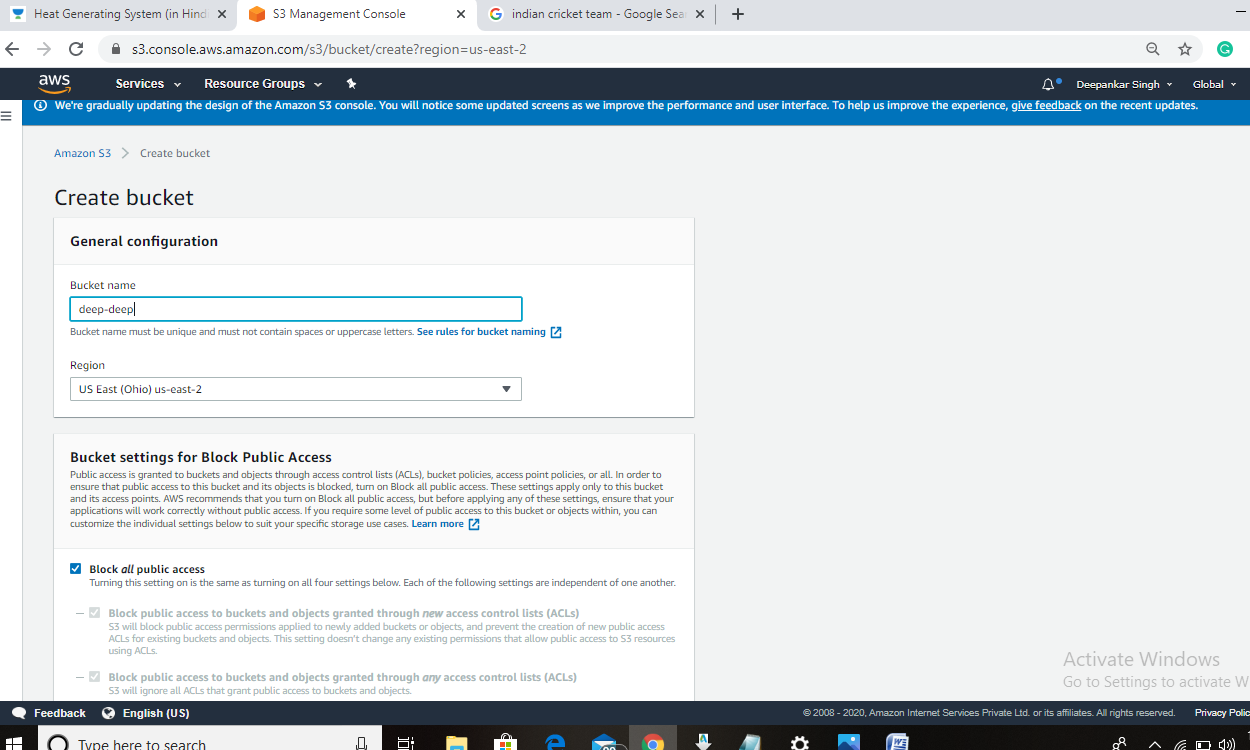 Heat Generating System (in Hindi
S3 Management Console
indian cricket team - Google Sea
s3.console.aws.amazon.com/s3/bucket/create?region=us-east-2
aws
Services
Resource Groups
Deepankar Singh
Global
We're gradually updating the design of the Amazon S3 console. You will notice some updated screens as we improve the performance and user interface. To help us improve the experience, give feedback on the recent updates.
Amazon S3
Create bucket
Create bucket
General configuration
Bucket name
deep-deep
Bucket name must be unique and must not contain spaces or uppercase letters. See rules for bucket naming
Region
US East (Ohio) us-east-2
Bucket settings for Block Public Access
Public access is granted to buckets and objects through access control lists (ACLs), bucket policies, access point policies, or all. In order to
ensure that public access to this bucket and its objects is blocked, turn on Block all public access. These settings apply only to this bucket
and its access points. AWS recommends that you turn on Block all public access, but before applying any of these settings, ensure that your
applications will work correctly without public access. If you require some level of public access to this bucket or objects within, you can
customize the individual settings below to suit your specific storage use cases. Learn more
Block all public access
Turning this setting on is the same as turning on all four settings below. Each of the following settings are independent of one another.
Block public access to buckets and objects granted through new access control lists (ACLs)
S3 will block public access permissions applied to newly added buckets or objects, and prevent the creation of new public access
ACLs for existing buckets and objects. This setting doesn't change any existing permissions that allow public access to S3 resources
using ACLs.
Block public access to buckets and objects granted through any access control lists (ACLs)
S3 will ignore all ACLs that grant public access to buckets and objects.
Activate Windows
Go to Settings to activate W
Feedback
English (US)
© 2008 - 2020, Amazon Internet Services Private Ltd. or its affiliates. All rights reserved.
Privacy Polic
Type here to search